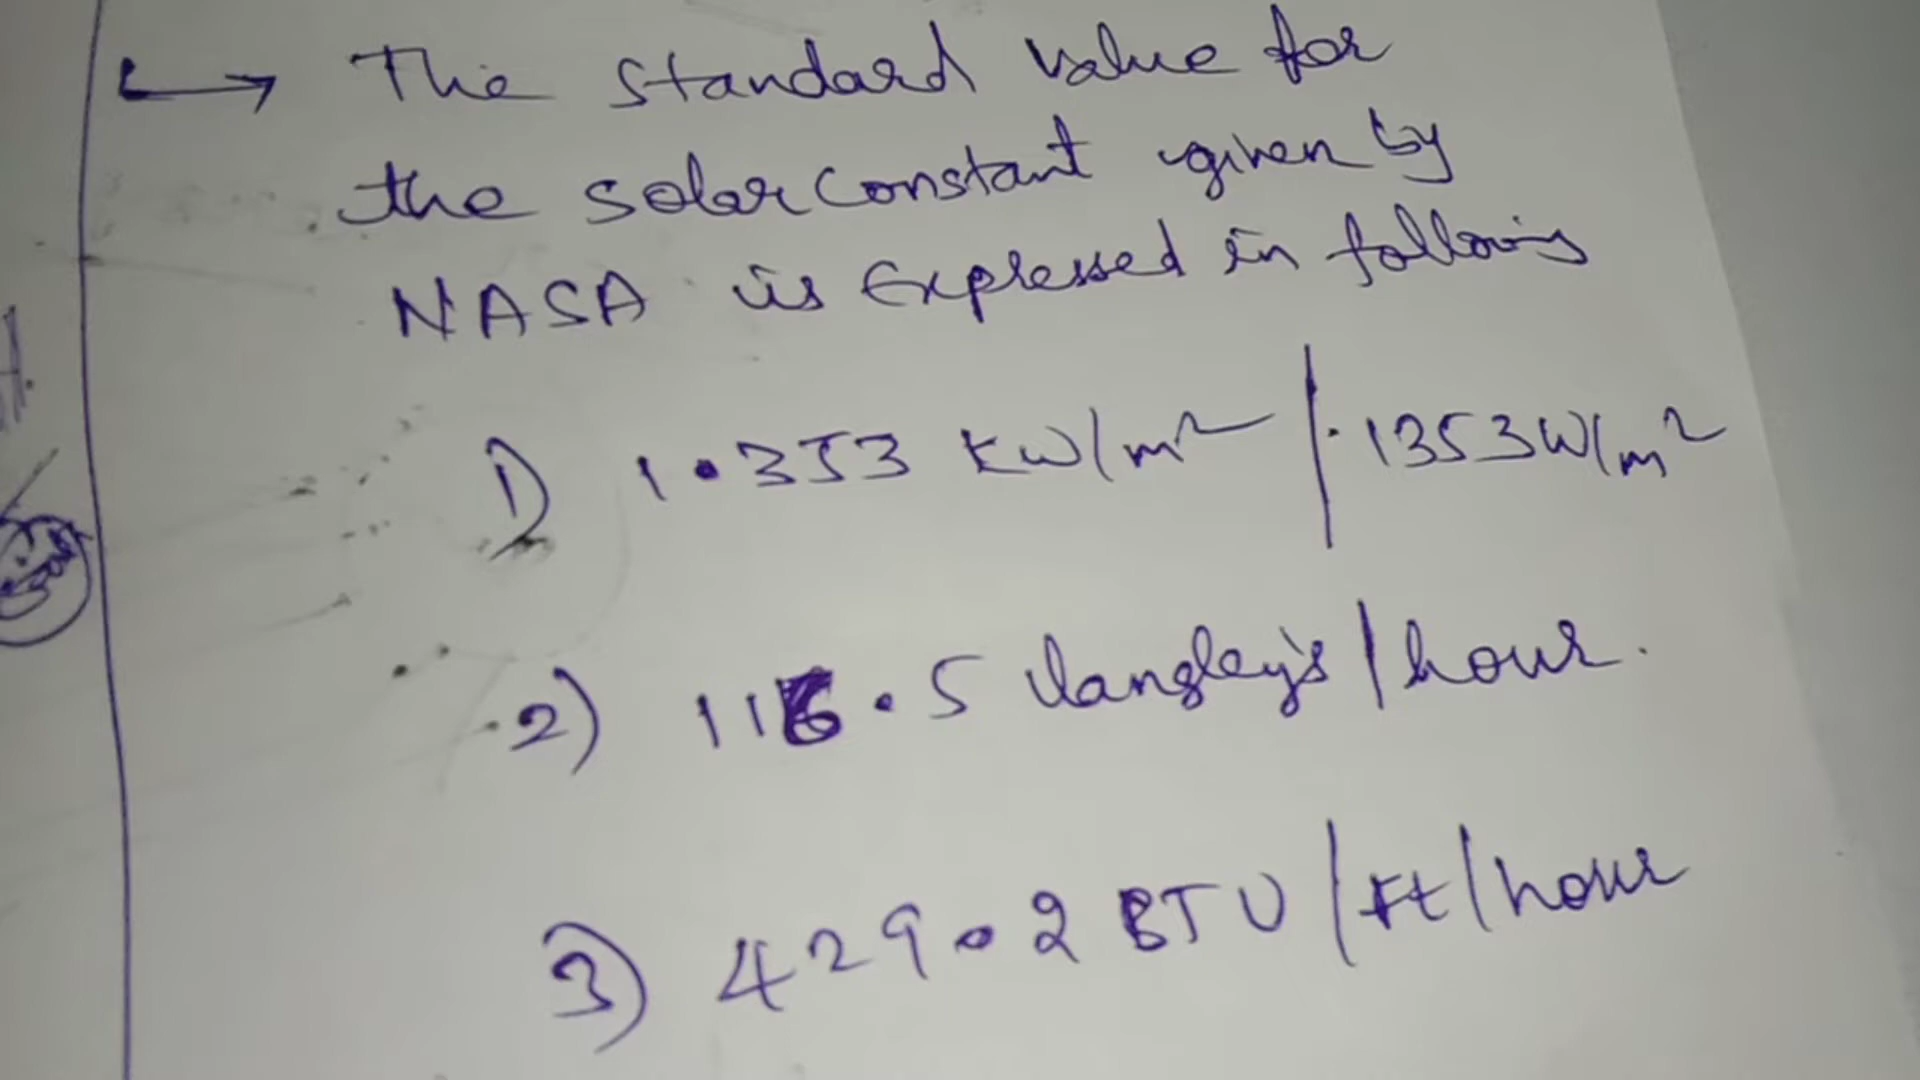 The standard value for
the solar constant given by
NASA is Expressed in following
1) 1.353 kw/m² | 1353W/m²
2) 116.5 langley's / hour.
3) 429.2 BTU / ft / hour